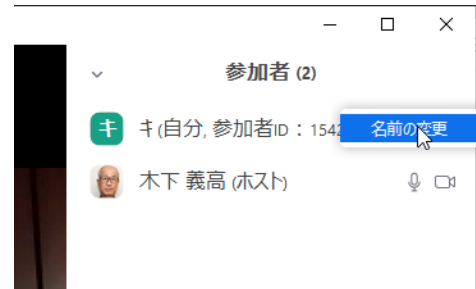 参加者 (2)
キ キ(自分, 参加者ID：1542 名前の変更
木下 義高 (ホスト)